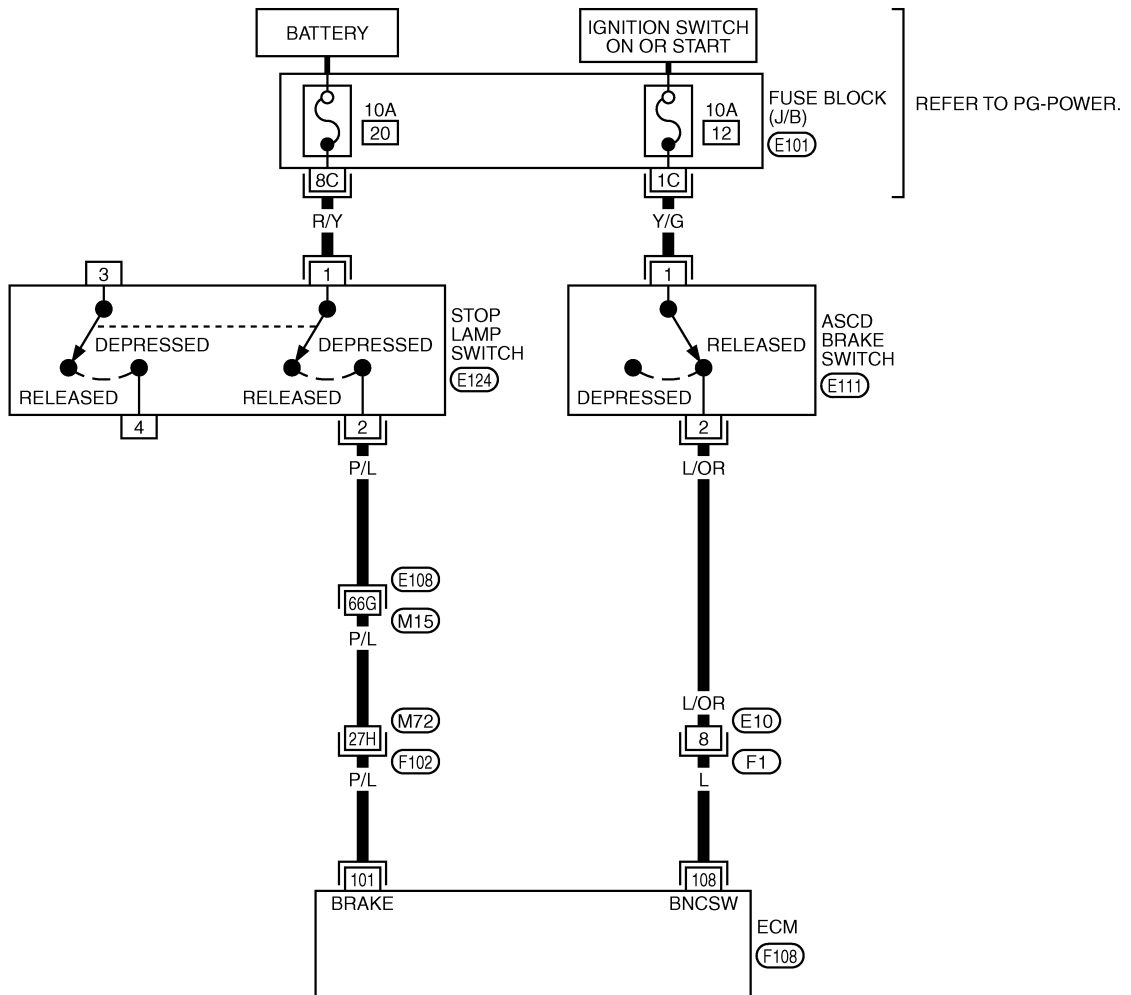 BATTERY
IGNITION SWITCH
ON OR START
10A
20
10A
12
FUSE BLOCK
(J/B)
E101
REFER TO PG-POWER.
8C
1C
R/Y
Y/G
3
1
1
DEPRESSED
DEPRESSED
RELEASED
RELEASED
STOP
LAMP
SWITCH
E124
RELEASED
DEPRESSED
ASCD
BRAKE
SWITCH
E111
4
2
2
P/L
L/OR
66G
E108
M15
P/L
L/OR
27H
M72
F102
8
E10
F1
P/L
L
101
108
BRAKE
BNCSW
ECM
F108